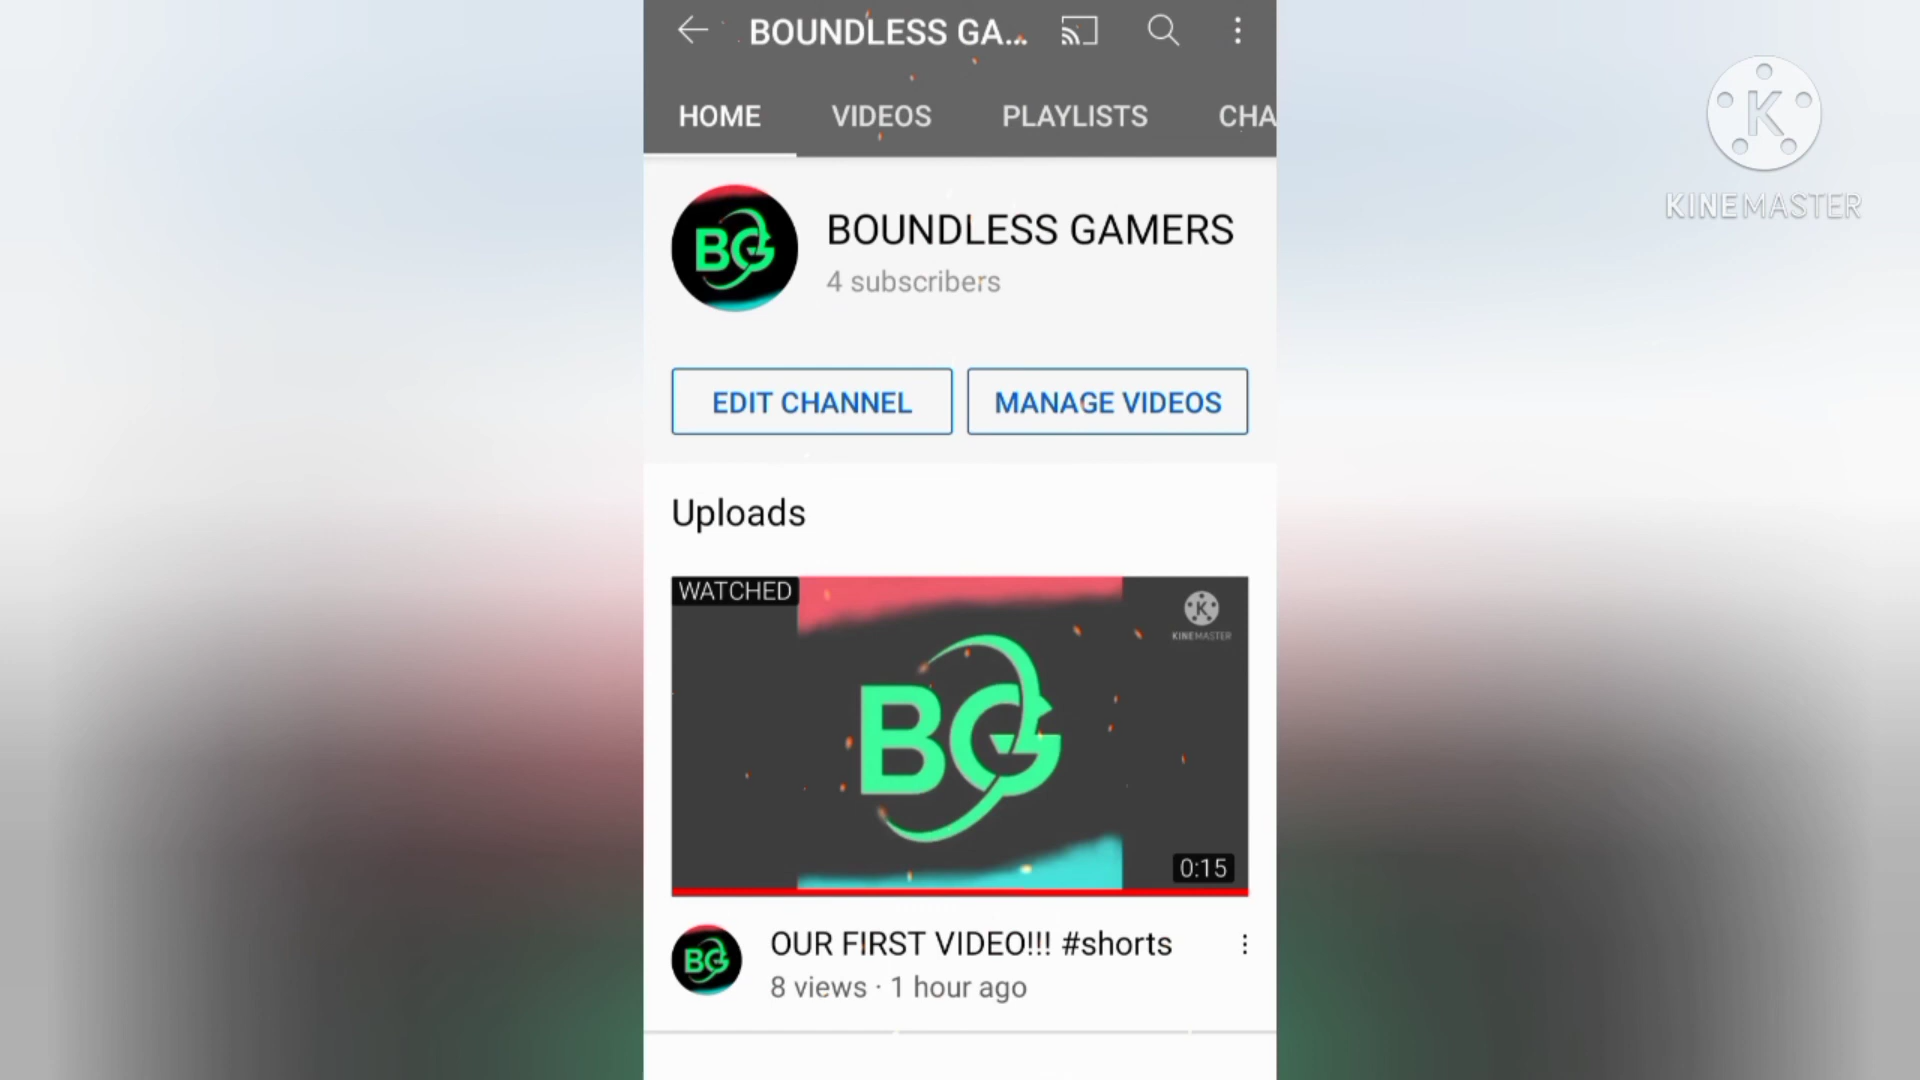 BOUNDLESS GA...
HOME VIDEOS PLAYLISTS CHA
K
KINEMASTER
BG
BOUNDLESS GAMERS
4 subscribers
EDIT CHANNEL MANAGE VIDEOS
Uploads
WATCHED
K
KINEMASTER
BG
0:15
BG
OUR FIRST VIDEO!!! #shorts
8 views · 1 hour ago